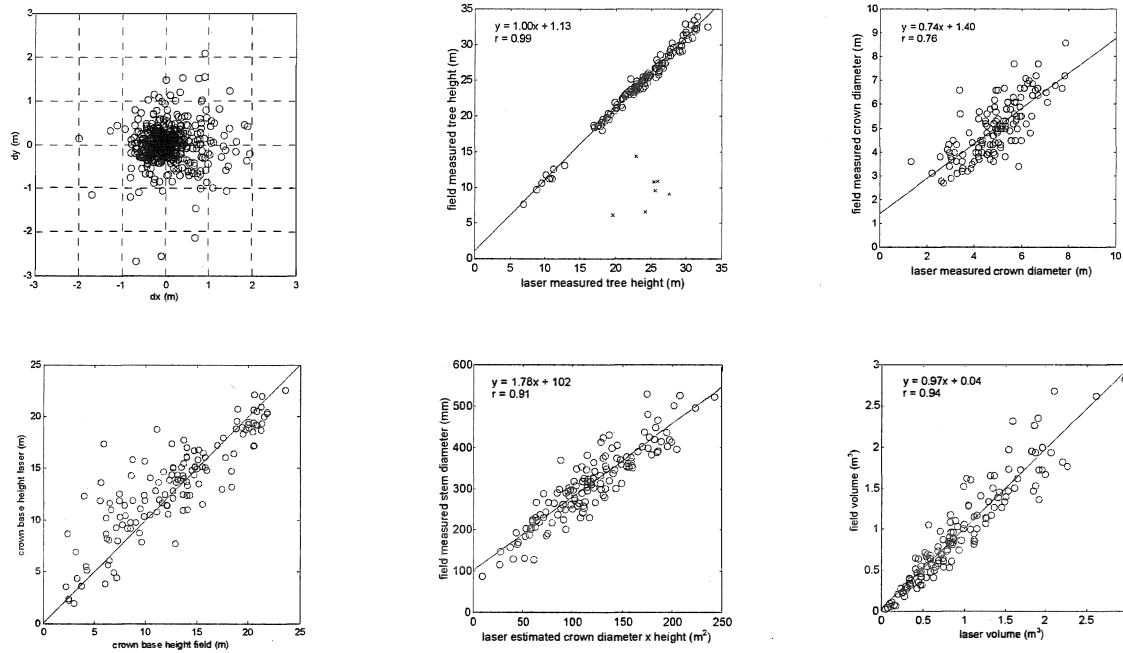 3
2
1
0
-1
-2
-3
-3 -2 -1 0 1 2 3
dy (m)
dx (m)
y = 1.00x + 1.13
r = 0.99
35
30
25
20
15
10
5
0
0 5 10 15 20 25 30 35
field measured tree height (m)
laser measured tree height (m)
y = 0.74x + 1.40
r = 0.76
10
9
8
7
6
5
4
3
2
1
0
0 2 4 6 8 10
field measured crown diameter (m)
laser measured crown diameter (m)
25
20
15
10
5
0
0 5 10 15 20 25
crown base height laser (m)
crown base height field (m)
y = 1.78x + 102
r = 0.91
600
500
400
300
200
100
0
0 50 100 150 200 250
field measured stem diameter (mm)
laser estimated crown diameter x height (m²)
y = 0.97x + 0.04
r = 0.94
3
2.5
2
1.5
1
0.5
0
0 0.5 1 1.5 2 2.5 3
field volume (m³)
laser volume (m³)